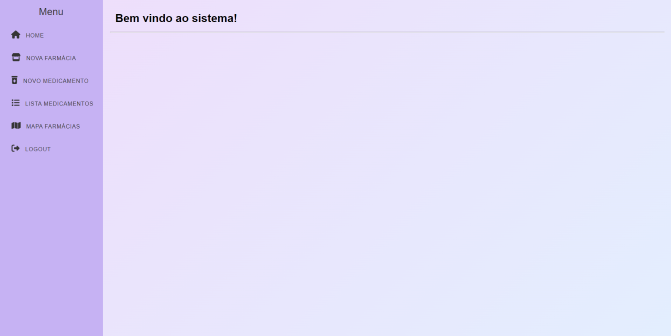 Menu
HOME
NOVA FARMÁCIA
NOVO MEDICAMENTO
LISTA MEDICAMENTOS
MAPA FARMÁCIAS
LOGOUT
Bem vindo ao sistema!